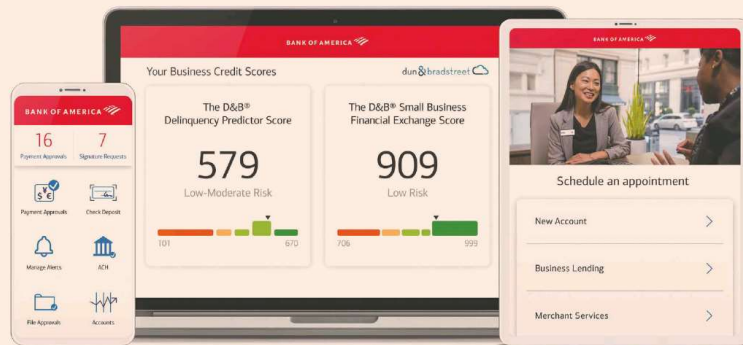 BANK OF AMERICA
16
7
Payment Approvals
Signature Requests
Payment Approvals
Check Deposit
Manage Alerts
ACH
File Approvals
Accounts
BANK OF AMERICA
Your Business Credit Scores
dun & bradstreet
The D&B®
Delinquency Predictor Score
579
Low-Moderate Risk
101
670
The D&B® Small Business
Financial Exchange Score
909
Low Risk
706
999
BANK OF AMERICA
Schedule an appointment
New Account
Business Lending
Merchant Services